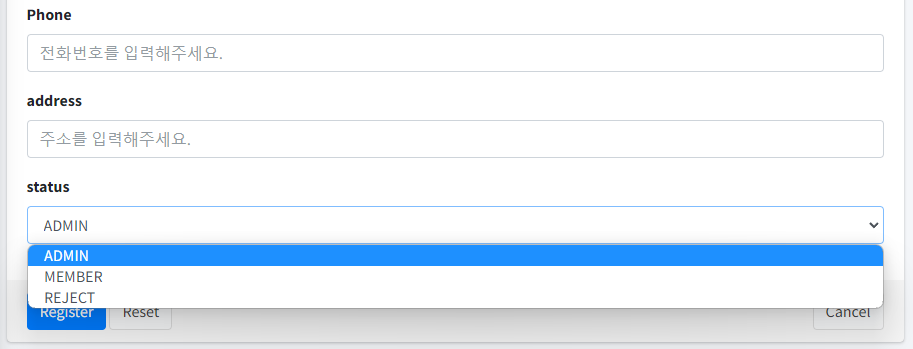 Phone
전화번호를 입력해주세요.
address
주소를 입력해주세요.
status
ADMIN
ADMIN
MEMBER
REJECT
Register Reset Cancel